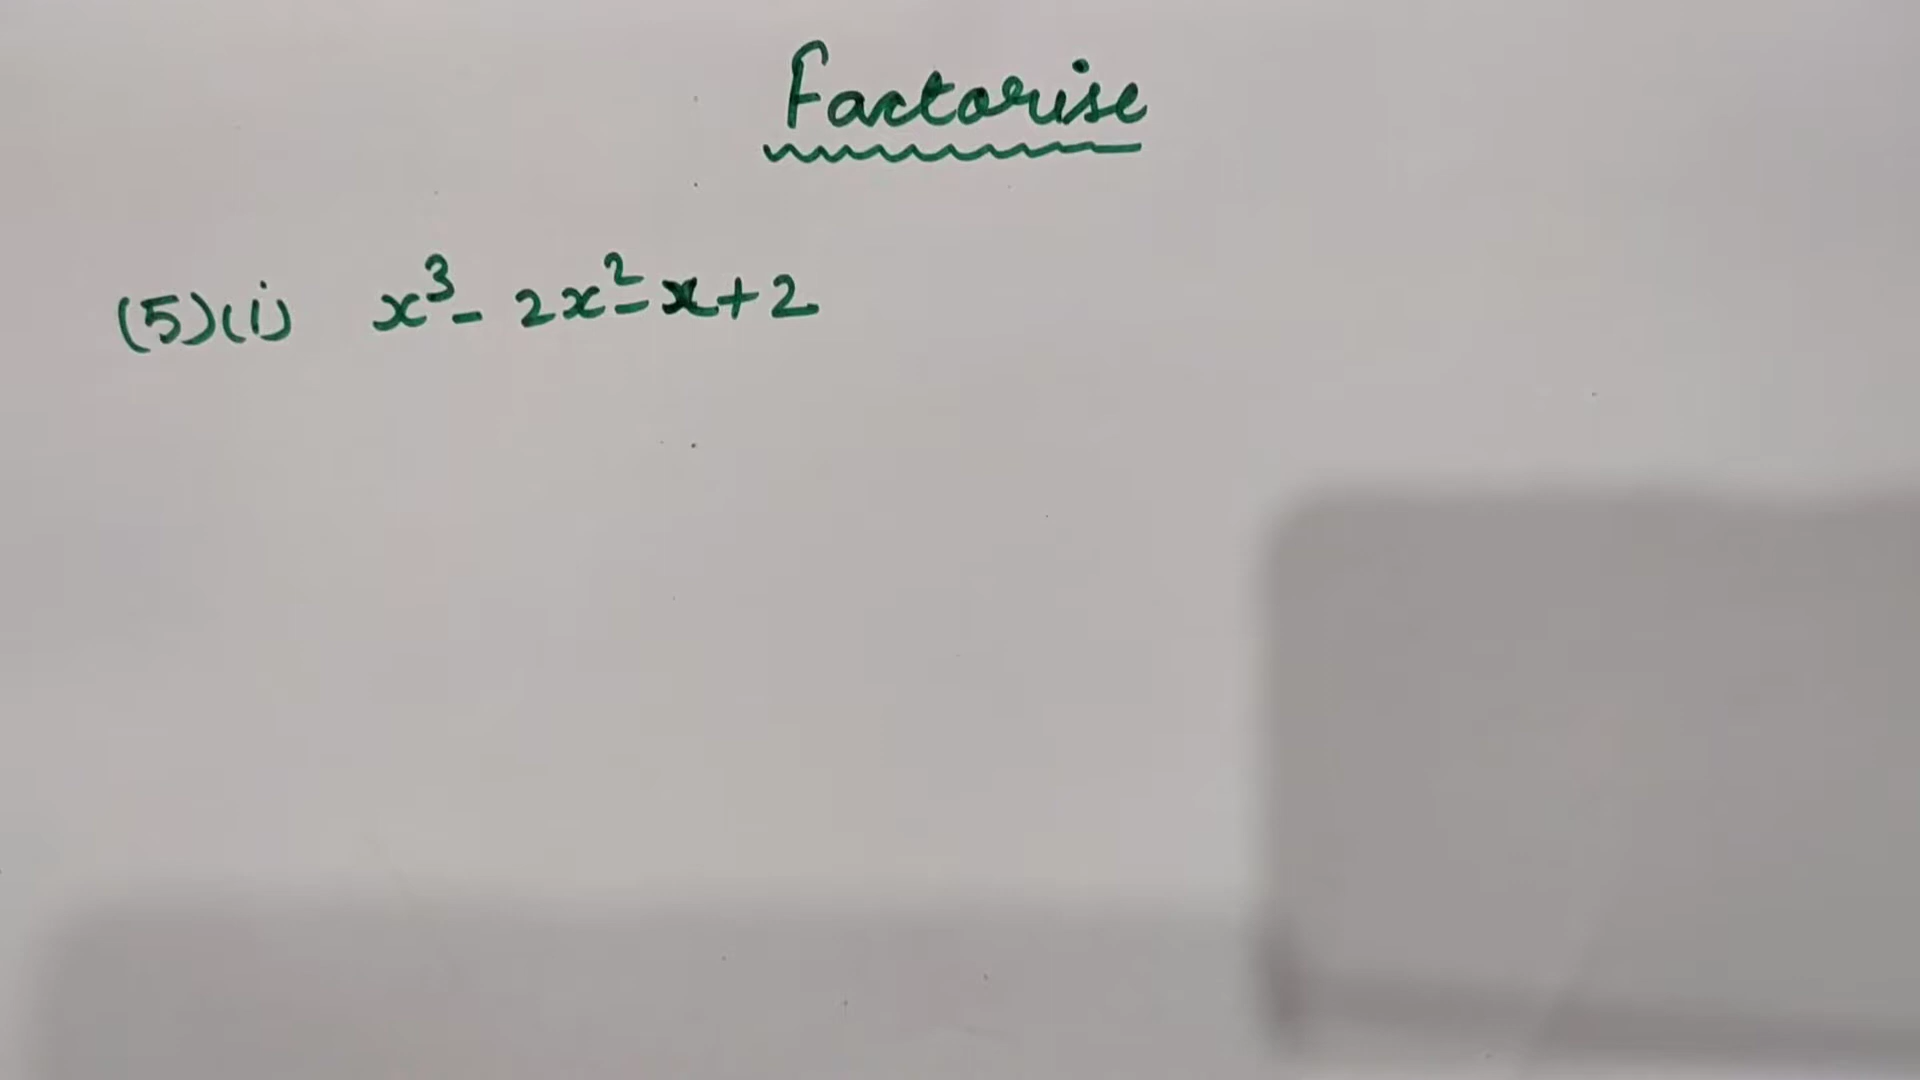 Factorise
(5)(i) x³ - 2x² - x + 2